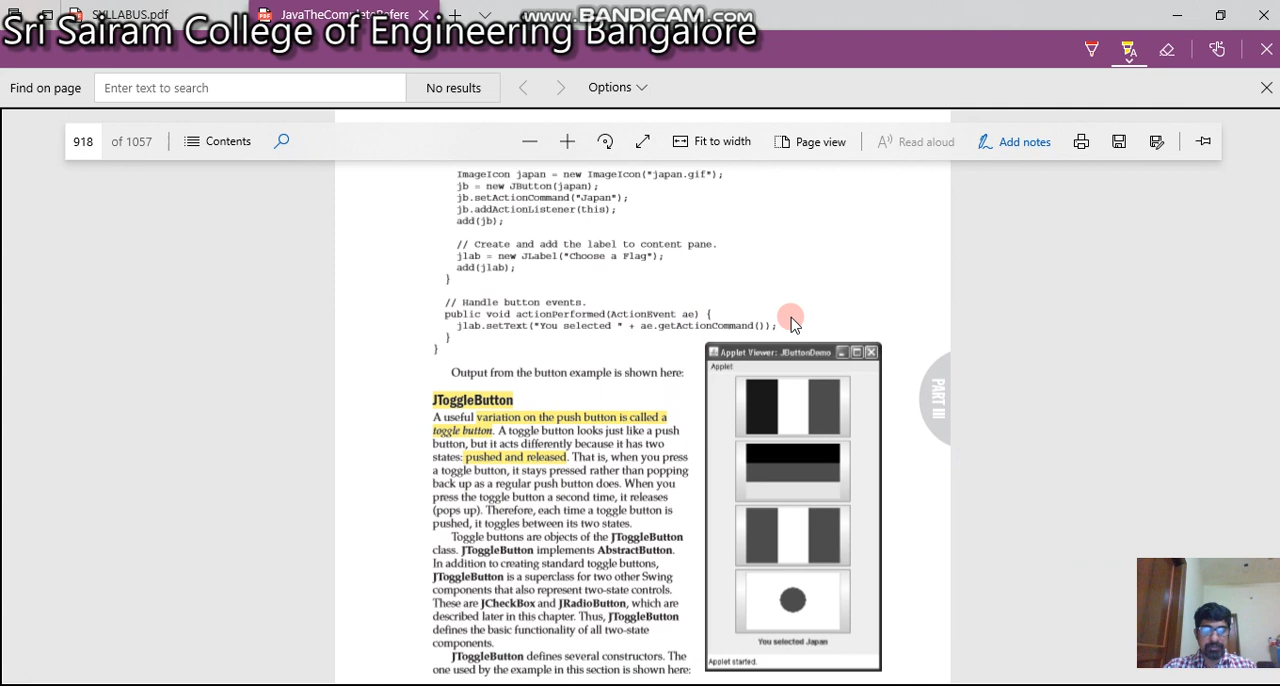 SYLLABUS.pdf
JavaTheCompleteRefere
www.BANDICAM.com
Sri Sairam College of Engineering Bangalore
Find on page
Enter text to search
No results
Options
918 of 1057
Contents
Fit to width
Page view
Read aloud
Add notes
ImageIcon japan = new ImageIcon("japan.gif");
jb = new JButton(japan);
jb.setActionCommand("Japan");
jb.addActionListener(this);
add(jb);
// Create and add the label to content pane.
jlab = new JLabel("Choose a Flag");
add(jlab);
}
// Handle button events.
public void actionPerformed(ActionEvent ae) {
jlab.setText("You selected " + ae.getActionCommand());
}
}
Output from the button example is shown here:
JToggleButton
A useful variation on the push button is called a
toggle button. A toggle button looks just like a push
button, but it acts differently because it has two
states: pushed and released. That is, when you press
a toggle button, it stays pressed rather than popping
back up as a regular push button does. When you
press the toggle button a second time, it releases
(pops up). Therefore, each time a toggle button is
pushed, it toggles between its two states.
Toggle buttons are objects of the JToggleButton
class. JToggleButton implements AbstractButton.
In addition to creating standard toggle buttons,
JToggleButton is a superclass for two other Swing
components that also represent two-state controls.
These are JCheckBox and JRadioButton, which are
described later in this chapter. Thus, JToggleButton
defines the basic functionality of all two-state
components.
JToggleButton defines several constructors. The
one used by the example in this section is shown here:
Applet Viewer: JButtonDemo
Applet
You selected Japan
Applet started.
PART III